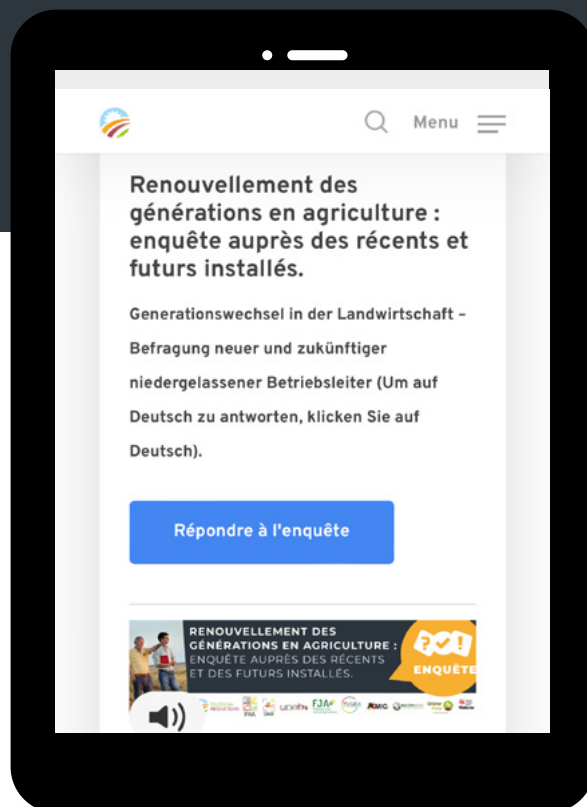 Menu
Renouvellement des
générations en agriculture :
enquête auprès des récents et
futurs installés.
Generationswechsel in der Landwirtschaft –
Befragung neuer und zukünftiger
niedergelassener Betriebsleiter (Um auf
Deutsch zu antworten, klicken Sie auf
Deutsch).
Répondre à l'enquête
RENOUVELLEMENT DES
GÉNÉRATIONS EN AGRICULTURE :
ENQUÊTE AUPRÈS DES RÉCENTS
ET DES FUTURS INSTALLÉS.
ENQUÊTE
FJA